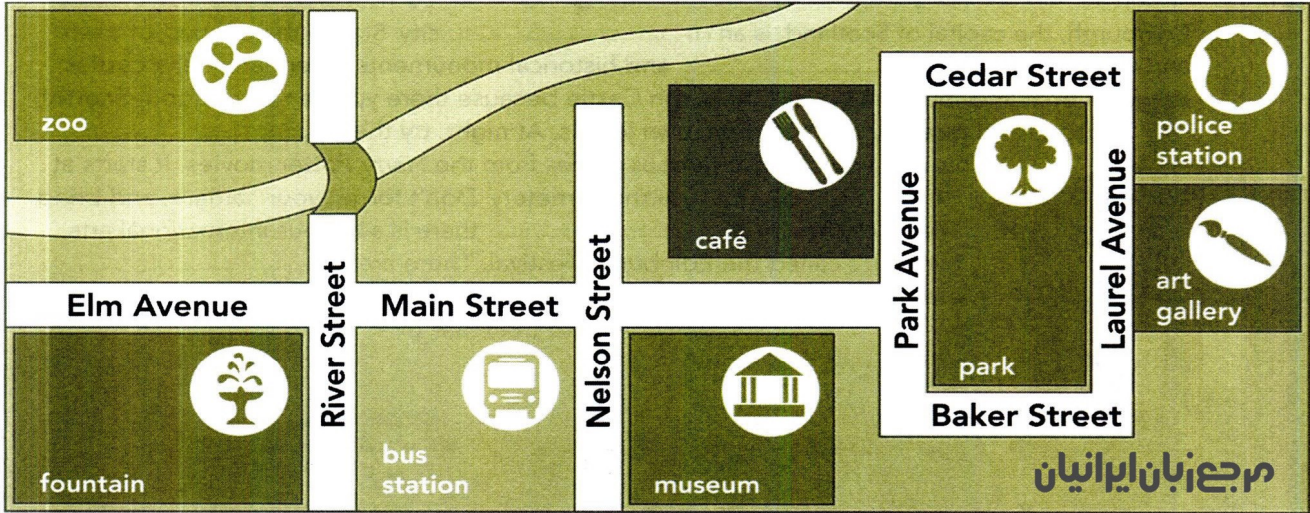 zoo
café
Cedar Street
police
station
Park Avenue
Laurel Avenue
art
gallery
park
Baker Street
Elm Avenue
River Street
Main Street
Nelson Street
fountain
bus
station
museum
مرجع زبان ایرانیان